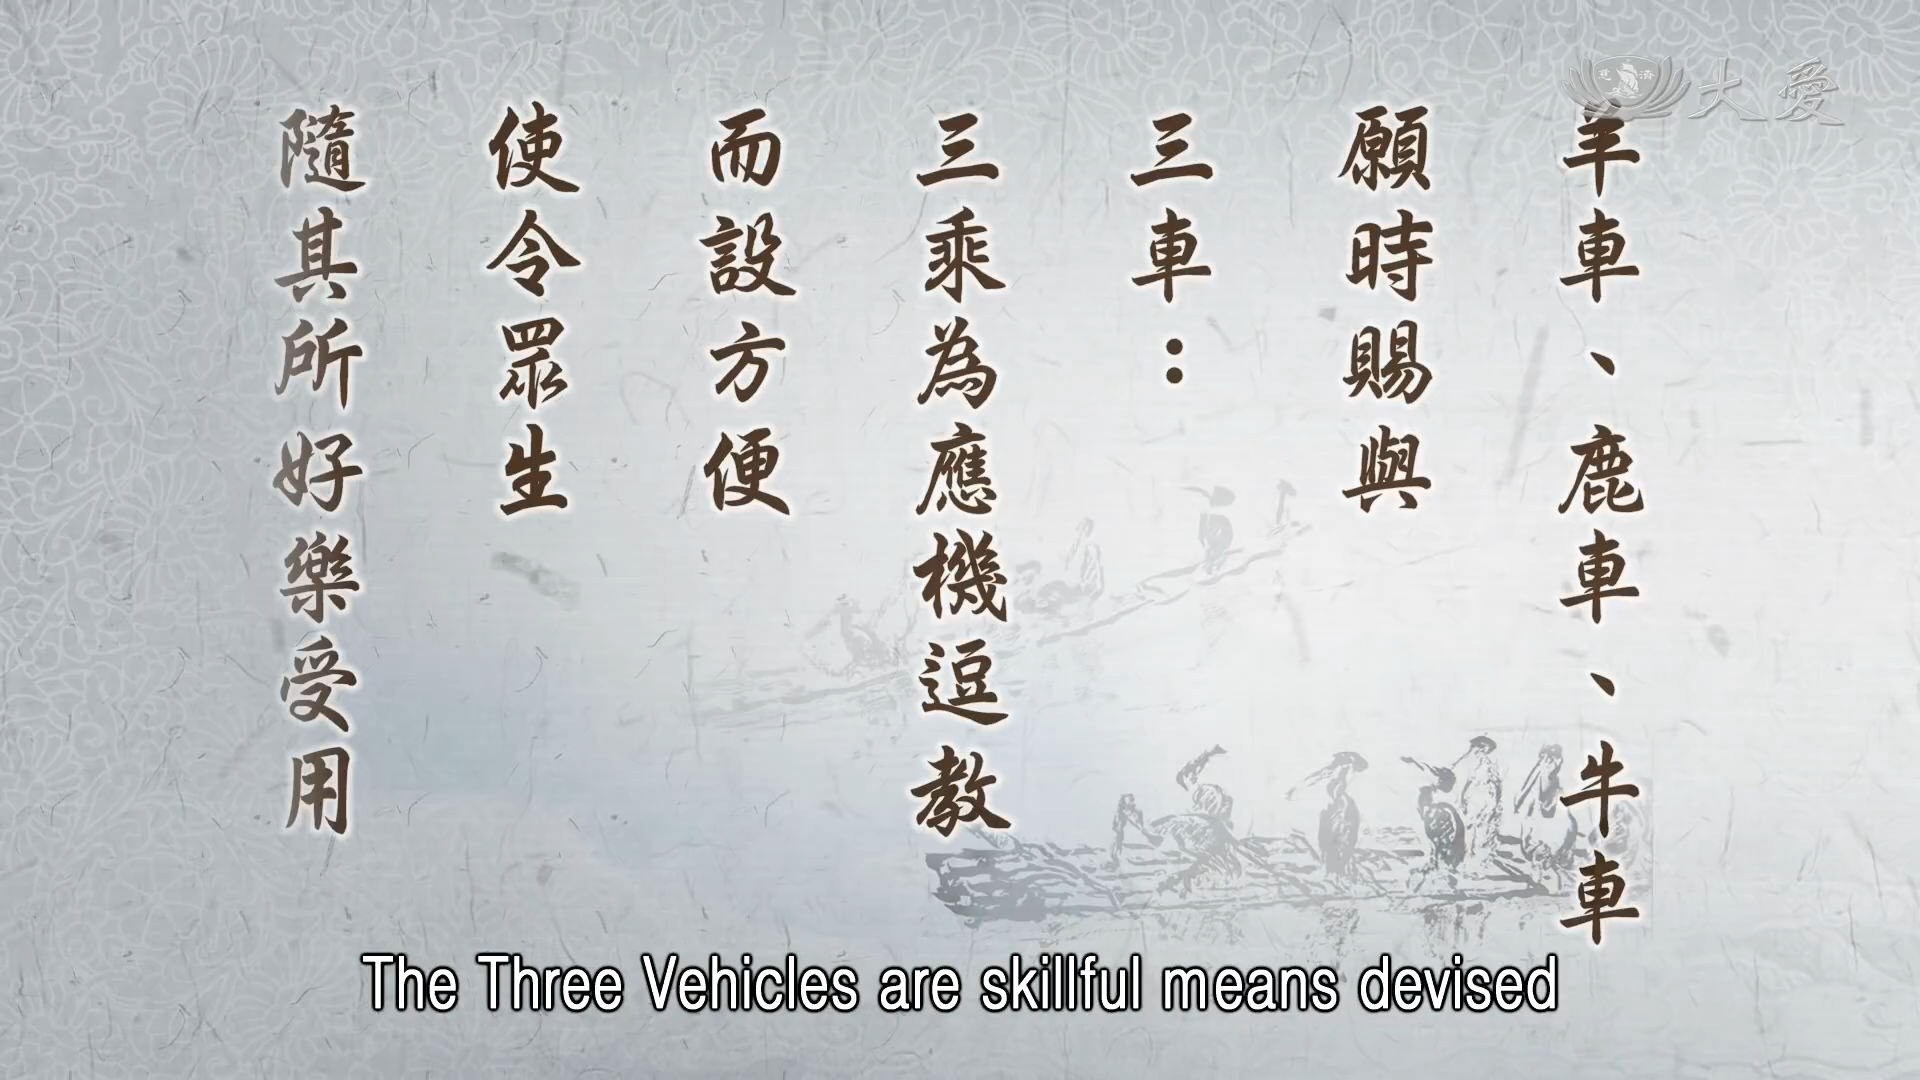 羊車、鹿車、牛車
願時賜與
三車：
三乘為應機逗教
而設方便
使令眾生
隨其所好樂受用
慈濟
大愛
The Three Vehicles are skillful means devised